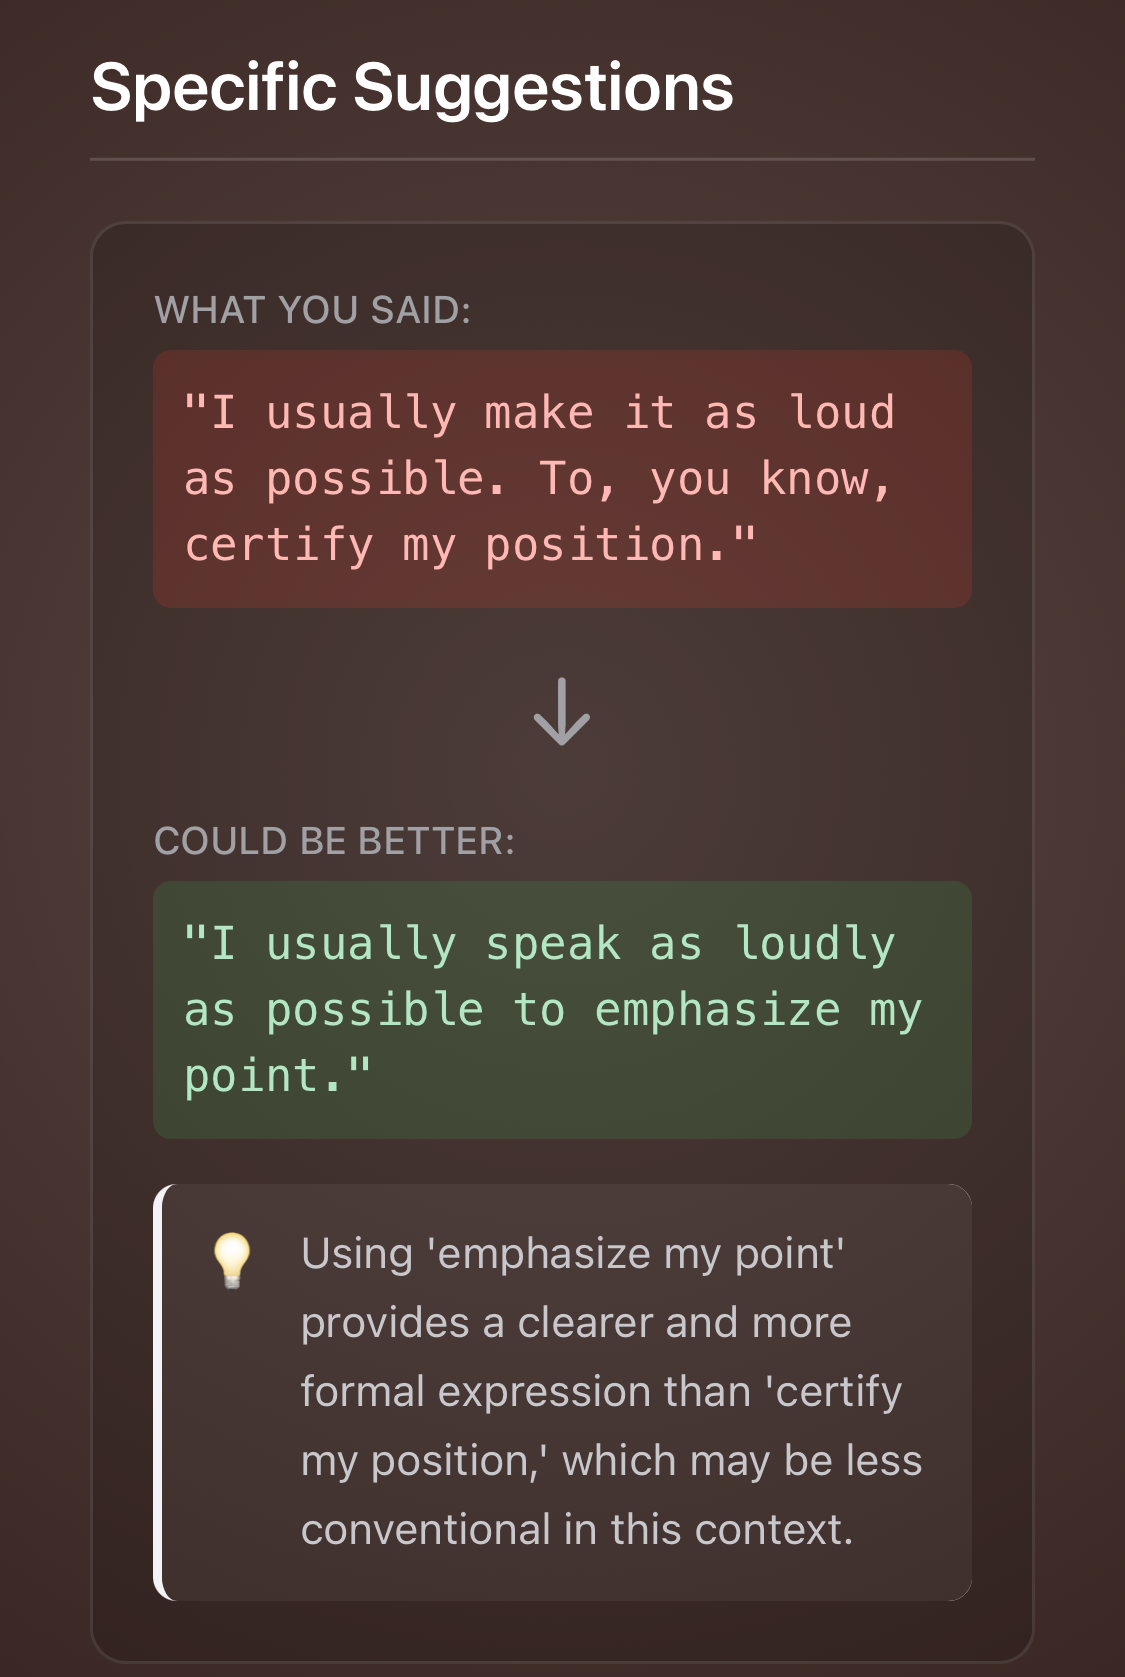 Specific Suggestions
WHAT YOU SAID:
"I usually make it as loud
as possible. To, you know,
certify my position."
COULD BE BETTER:
"I usually speak as loudly
as possible to emphasize my
point."
Using 'emphasize my point'
provides a clearer and more
formal expression than 'certify
my position,' which may be less
conventional in this context.